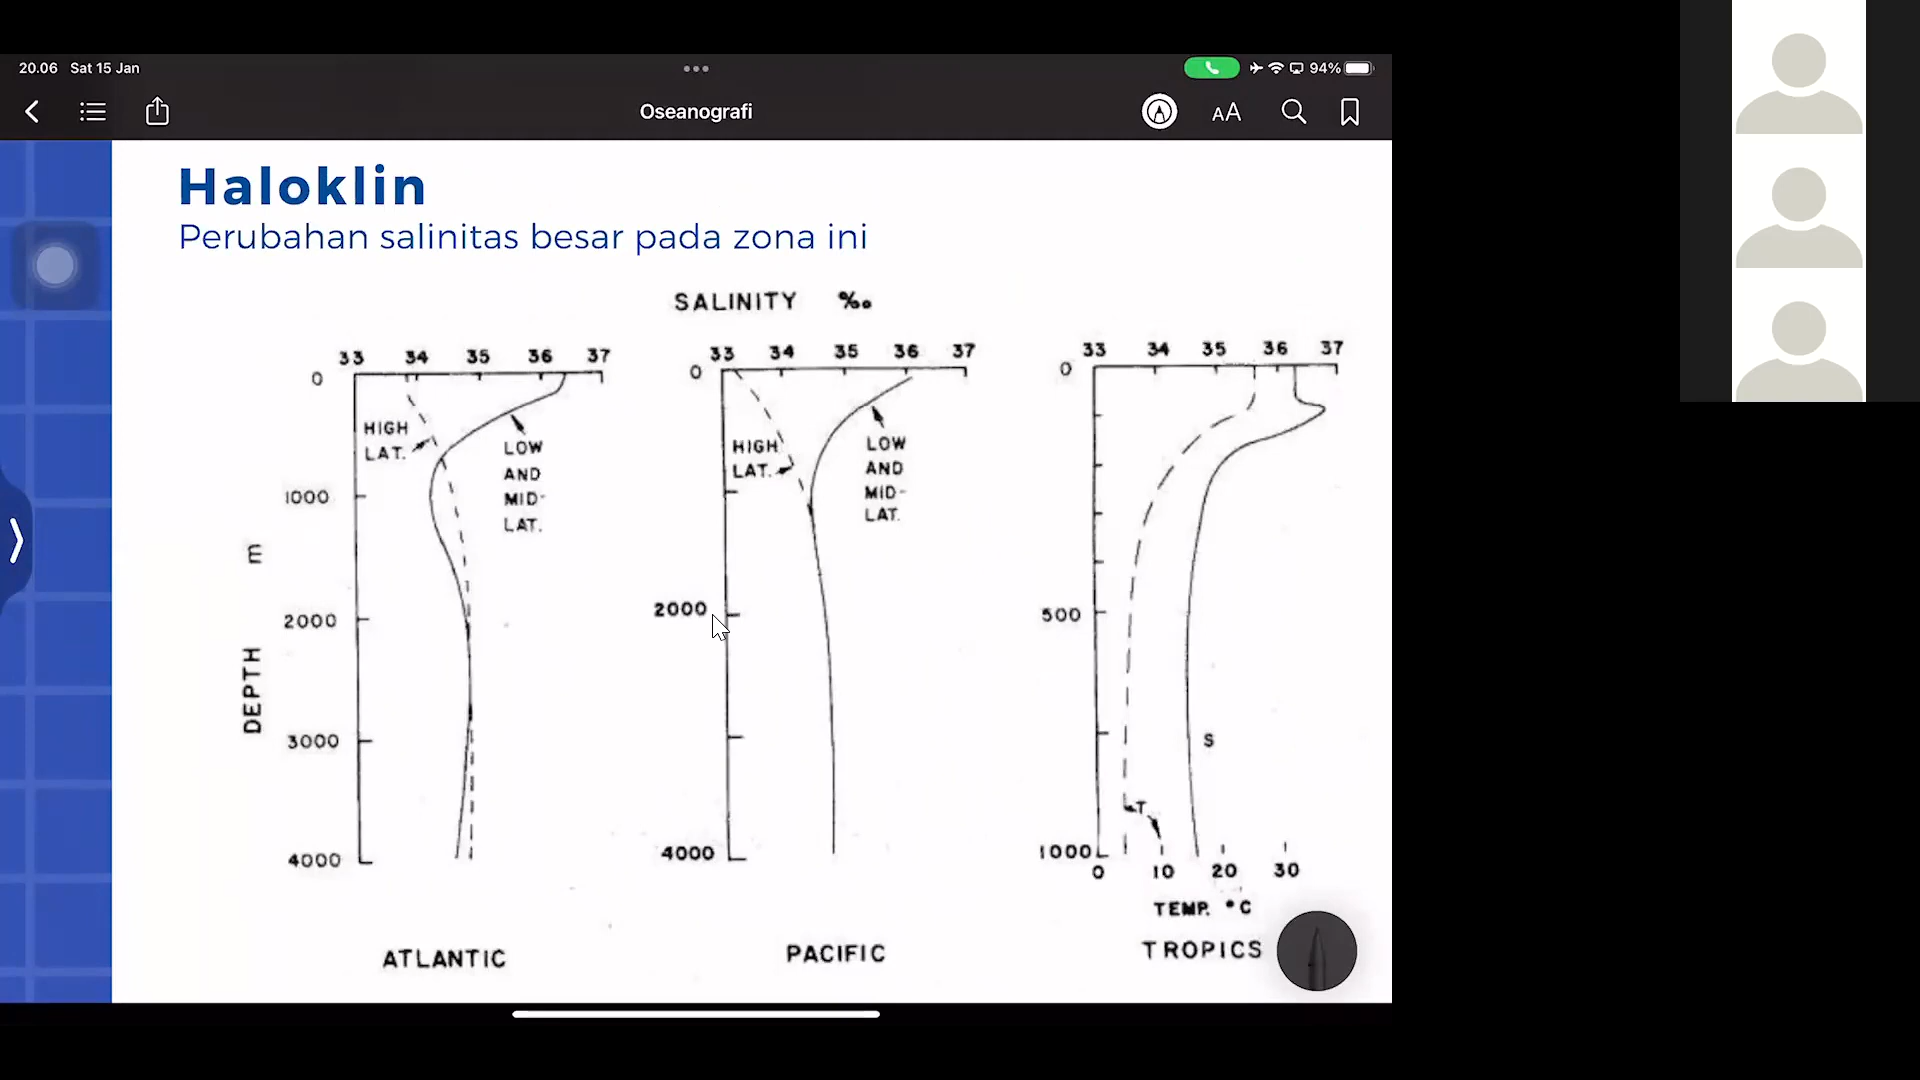 20.06 Sat 15 Jan
94%
Oseanografi
AA
Haloklin
Perubahan salinitas besar pada zona ini
SALINITY ‰
33 34 35 36 37
0
1000
2000
3000
4000
DEPTH m
HIGH
LAT.
LOW
AND
MID-
LAT.
ATLANTIC
33 34 35 36 37
0
2000
4000
HIGH
LAT.
LOW
AND
MID-
LAT.
PACIFIC
33 34 35 36 37
0
500
1000
S
T
0 10 20 30
TEMP. °C
TROPICS